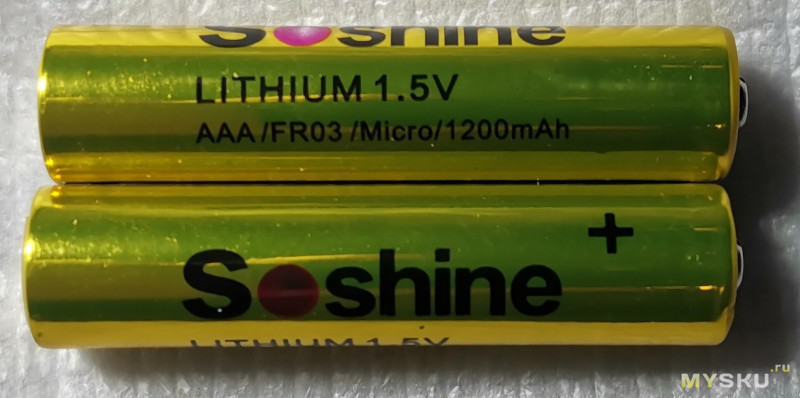 Soshine
LITHIUM 1.5V
AAA/FR03/Micro/1200mAh
+
Soshine
LITHIUM 1.5V
MYSKU.ru